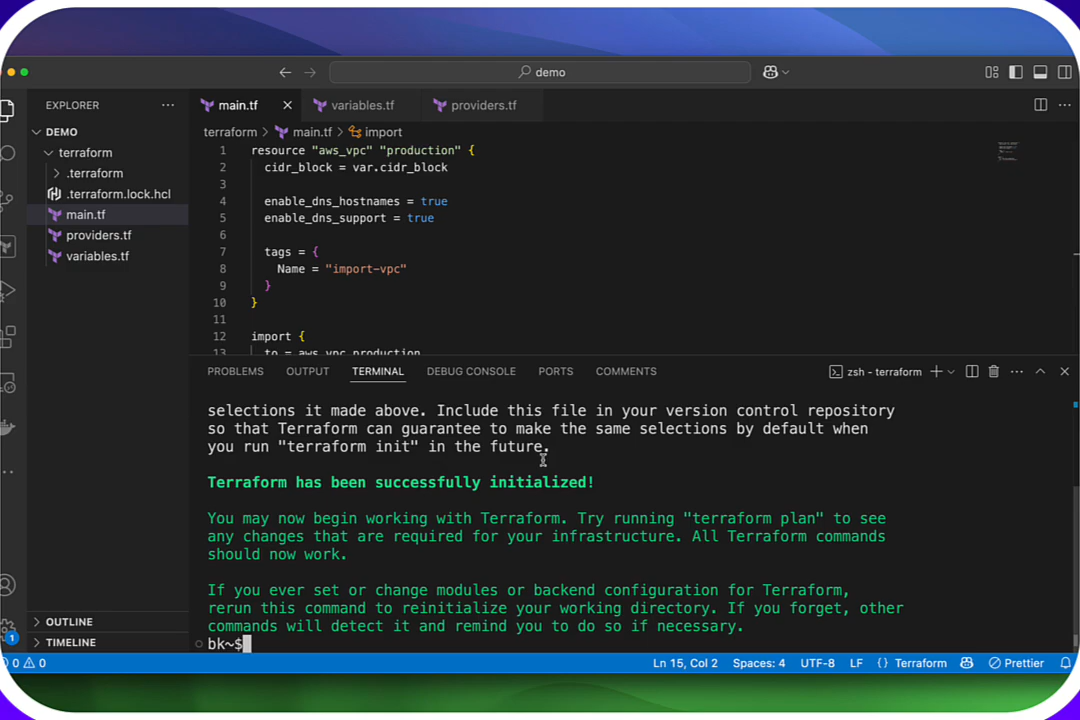 demo
EXPLORER
main.tf
variables.tf
providers.tf
DEMO
terraform
.terraform
.terraform.lock.hcl
main.tf
providers.tf
variables.tf
OUTLINE
TIMELINE
terraform > main.tf > import
1 resource "aws_vpc" "production" {
2 cidr_block = var.cidr_block
3
4 enable_dns_hostnames = true
5 enable_dns_support = true
6
7 tags = {
8 Name = "import-vpc"
9 }
10 }
11
12 import {
13 to = aws_vpc.production
PROBLEMS OUTPUT TERMINAL DEBUG CONSOLE PORTS COMMENTS
zsh - terraform
selections it made above. Include this file in your version control repository
so that Terraform can guarantee to make the same selections by default when
you run "terraform init" in the future.
Terraform has been successfully initialized!
You may now begin working with Terraform. Try running "terraform plan" to see
any changes that are required for your infrastructure. All Terraform commands
should now work.
If you ever set or change modules or backend configuration for Terraform,
rerun this command to reinitialize your working directory. If you forget, other
commands will detect it and remind you to do so if necessary.
bk~$
1
0 0 Ln 15, Col 2 Spaces: 4 UTF-8 LF {} Terraform Prettier